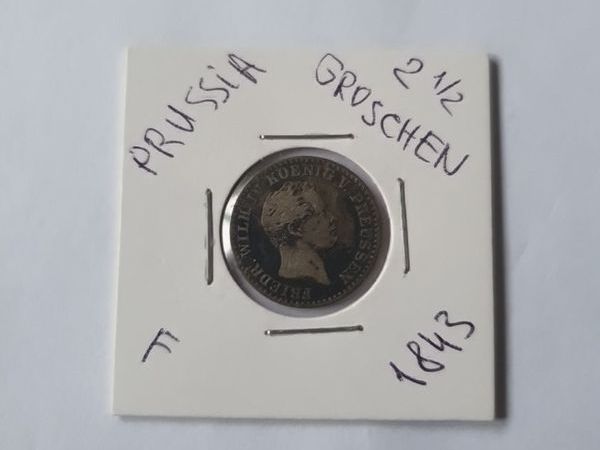 PRUSSiA
2 1/2
GROSCHEN
FRIEDR. WILH. IV KOENIG V. PREUSSEN
F
1843